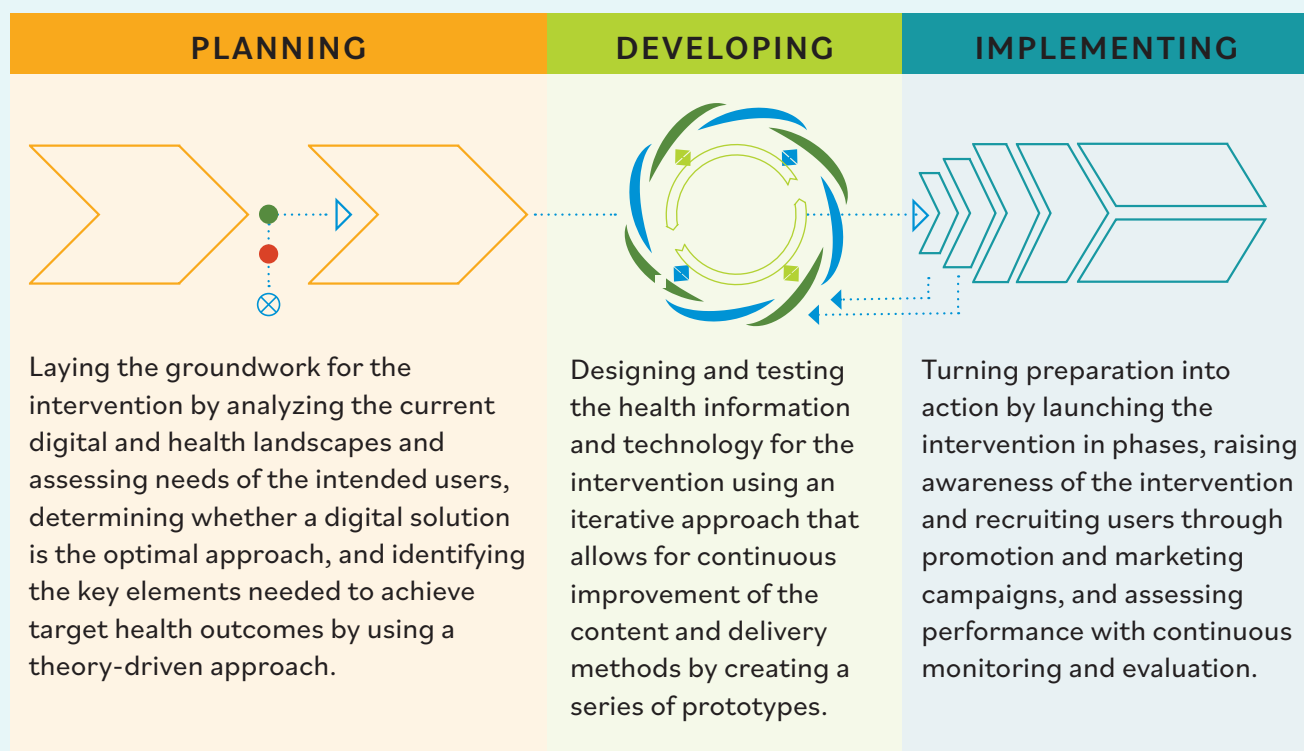 PLANNING
Laying the groundwork for the
intervention by analyzing the current
digital and health landscapes and
assessing needs of the intended users,
determining whether a digital solution
is the optimal approach, and identifying
the key elements needed to achieve
target health outcomes by using a
theory-driven approach.
DEVELOPING
Designing and testing
the health information
and technology for the
intervention using an
iterative approach that
allows for continuous
improvement of the
content and delivery
methods by creating a
series of prototypes.
IMPLEMENTING
Turning preparation into
action by launching the
intervention in phases, raising
awareness of the intervention
and recruiting users through
promotion and marketing
campaigns, and assessing
performance with continuous
monitoring and evaluation.